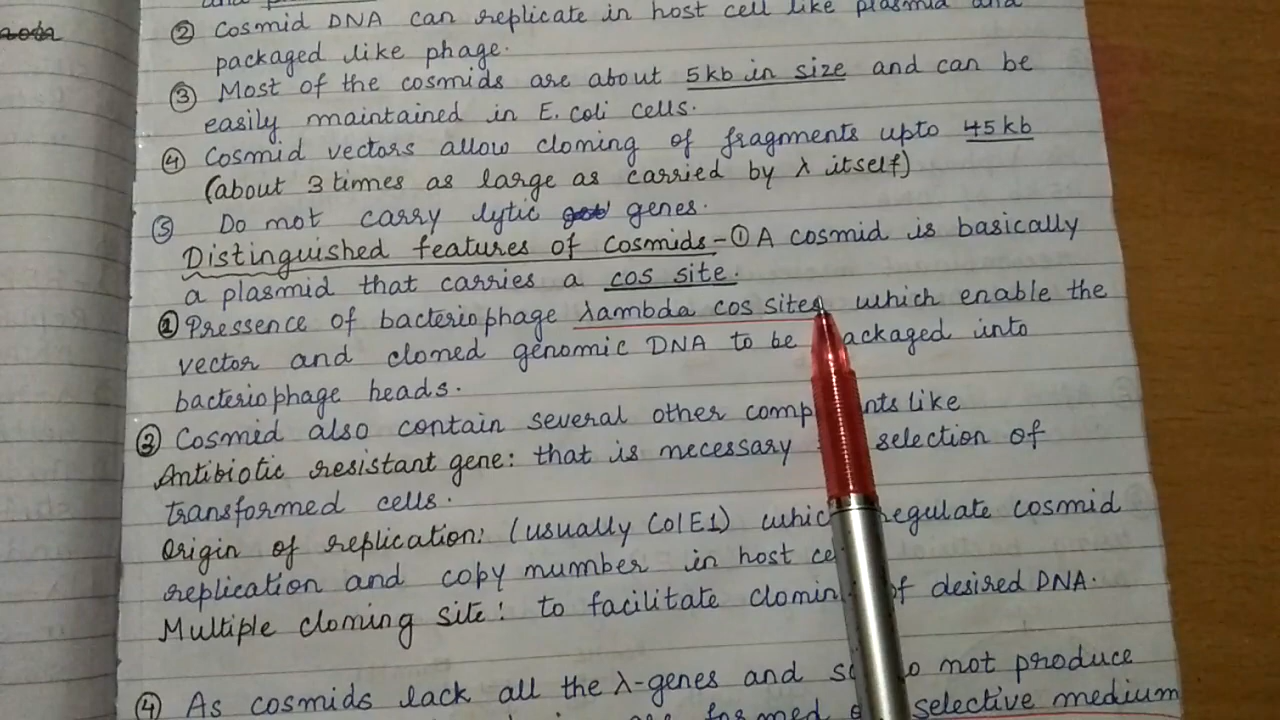 ② Cosmid DNA can replicate in host cell like plasmid and
packaged like phage.
③ Most of the cosmids are about 5kb in size and can be
easily maintained in E. coli cells.
④ Cosmid vectors allow cloning of fragments upto 45kb
(about 3 times as large as carried by λ itself)
⑤ Do not carry lytic genes.
Distinguished features of Cosmids-① A cosmid is basically
a plasmid that carries a cos site.
② Pressence of bacteriophage λambda cos sites which enable the
vector and cloned genomic DNA to be ackaged into
bacteriophage heads.
③ Cosmid also contain several other comp nts like
Antibiotic resistant gene: that is necessary selection of
transformed cells.
Origin of replication: (usually ColE1) whic regulate cosmid
replication and copy number in host ce
Multiple cloning site: to facilitate clonin of desired DNA.
④ As cosmids lack all the λ-genes and so not produce
formed selective medium